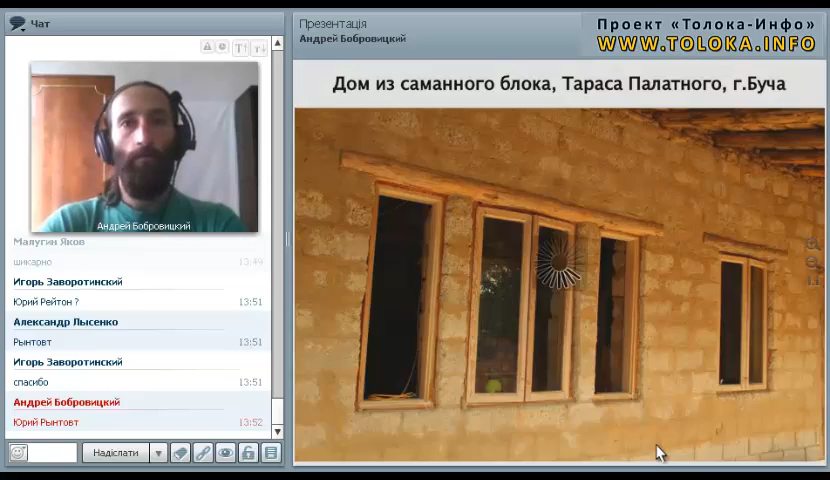 Чат
Андрей Бобровицкий
Малугин Яков
шикарно 13:49
Игорь Заворотинский
Юрий Рейтон ? 13:51
Александр Лысенко
Рынтовт 13:51
Игорь Заворотинский
спасибо 13:51
Андрей Бобровицкий
Юрий Рынтовт 13:52
Надіслати
Презентація
Андрей Бобровицкий
Проект «Толока-Инфо»
WWW.TOLOKA.INFO
Дом из саманного блока, Тараса Палатного, г.Буча